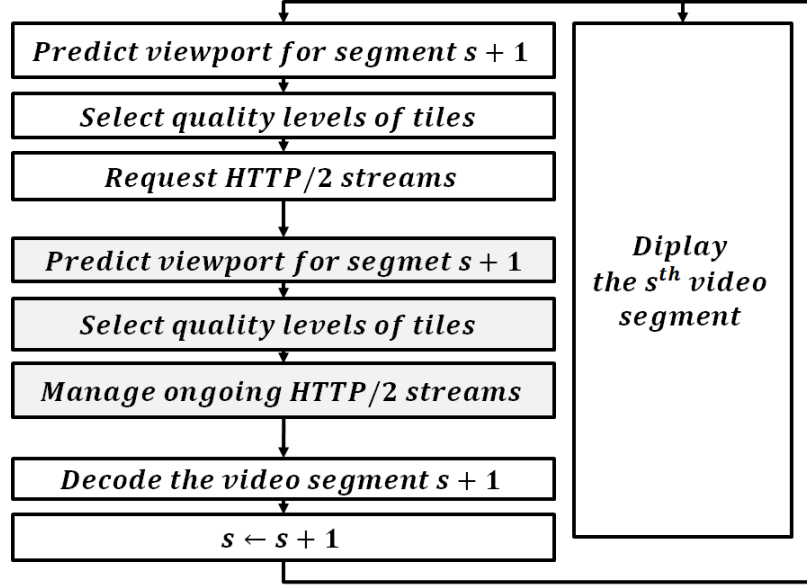 Predict viewport for segment s + 1
Select quality levels of tiles
Request HTTP/2 streams
Predict viewport for segmet s + 1
Select quality levels of tiles
Manage ongoing HTTP/2 streams
Decode the video segment s + 1
s ← s + 1
Diplay
the sᵗʰ video
segment